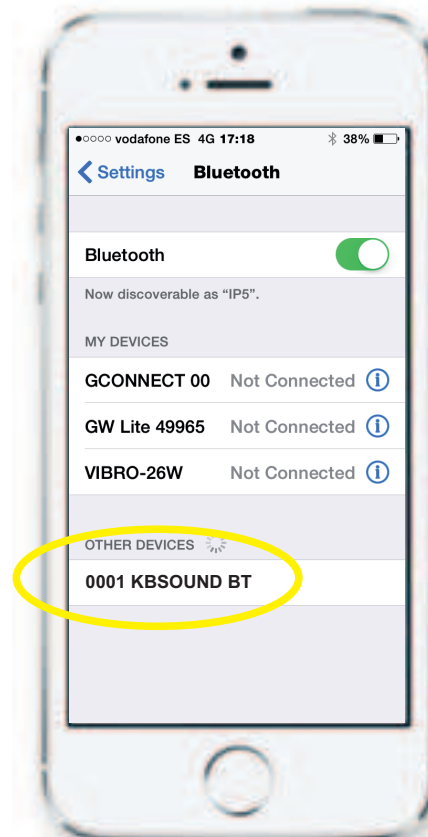 ●○○○○ vodafone ES 4G 17:18 38%
Settings Bluetooth
Bluetooth
Now discoverable as “IP5”.
MY DEVICES
GCONNECT 00 Not Connected
GW Lite 49965 Not Connected
VIBRO-26W Not Connected
OTHER DEVICES
0001 KBSOUND BT